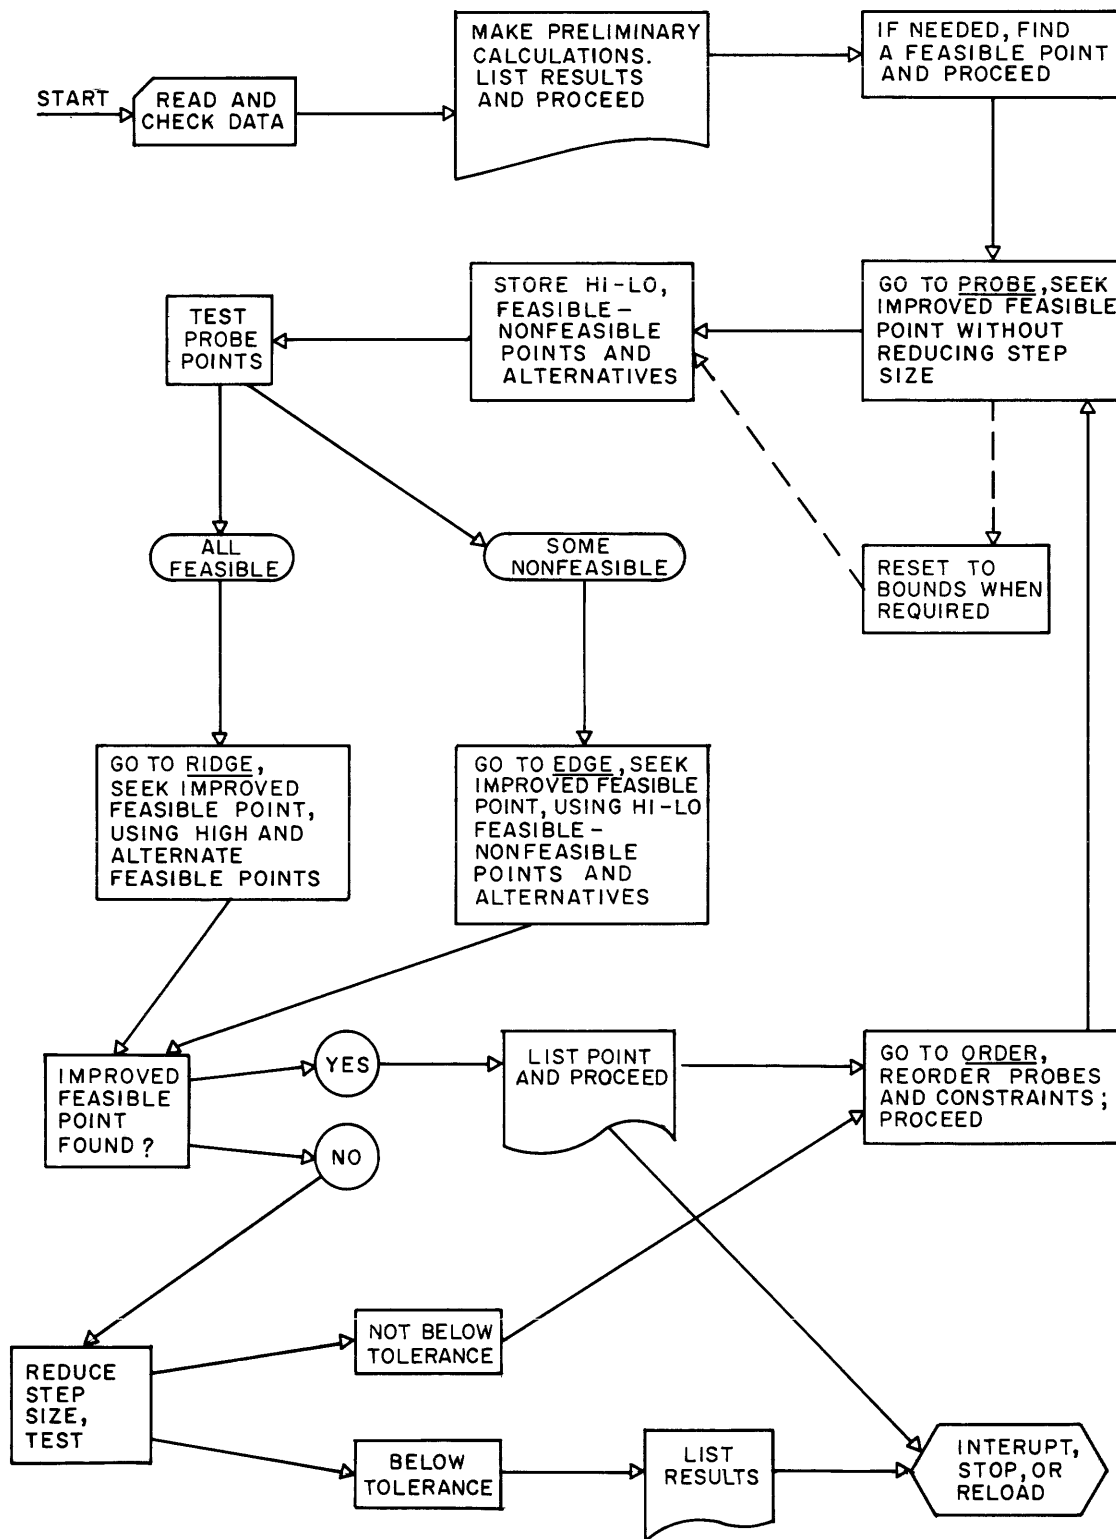 START
READ AND
CHECK DATA
MAKE PRELIMINARY
CALCULATIONS.
LIST RESULTS
AND PROCEED
IF NEEDED, FIND
A FEASIBLE POINT
AND PROCEED
GO TO PROBE, SEEK
IMPROVED FEASIBLE
POINT WITHOUT
REDUCING STEP
SIZE
STORE HI-LO,
FEASIBLE-
NONFEASIBLE
POINTS AND
ALTERNATIVES
TEST
PROBE
POINTS
ALL
FEASIBLE
SOME
NONFEASIBLE
RESET TO
BOUNDS WHEN
REQUIRED
GO TO RIDGE,
SEEK IMPROVED
FEASIBLE POINT,
USING HIGH AND
ALTERNATE
FEASIBLE POINTS
GO TO EDGE, SEEK
IMPROVED FEASIBLE
POINT, USING HI-LO
FEASIBLE-
NONFEASIBLE
POINTS AND
ALTERNATIVES
IMPROVED
FEASIBLE
POINT
FOUND?
YES
NO
LIST POINT
AND PROCEED
GO TO ORDER,
REORDER PROBES
AND CONSTRAINTS;
PROCEED
REDUCE
STEP
SIZE,
TEST
NOT BELOW
TOLERANCE
BELOW
TOLERANCE
LIST
RESULTS
INTERUPT,
STOP, OR
RELOAD